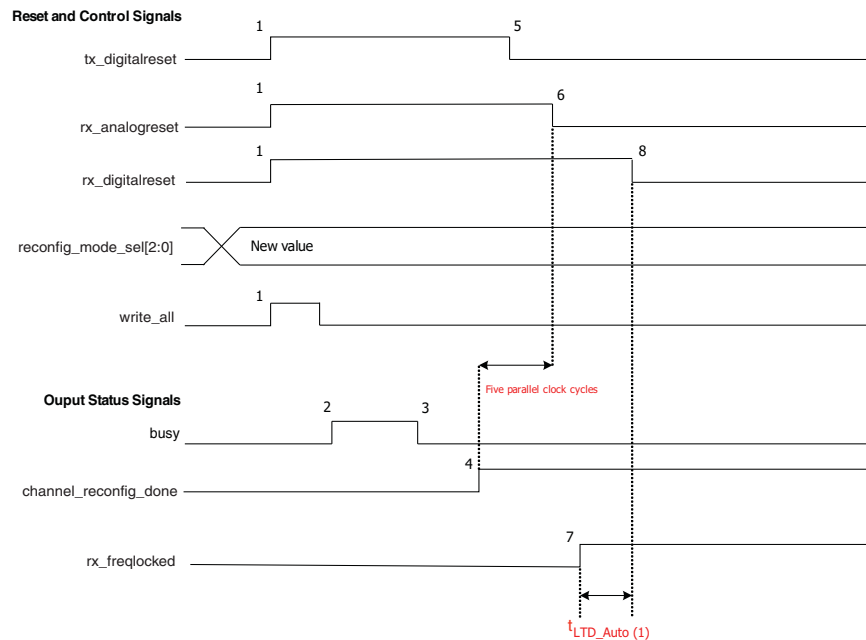 Reset and Control Signals
1
5
tx_digitalreset
1
6
rx_analogreset
1
8
rx_digitalreset
reconfig_mode_sel[2:0]
New value
1
write_all
Five parallel clock cycles
Ouput Status Signals
2
3
busy
4
channel_reconfig_done
7
rx_freqlocked
tLTD_Auto (1)